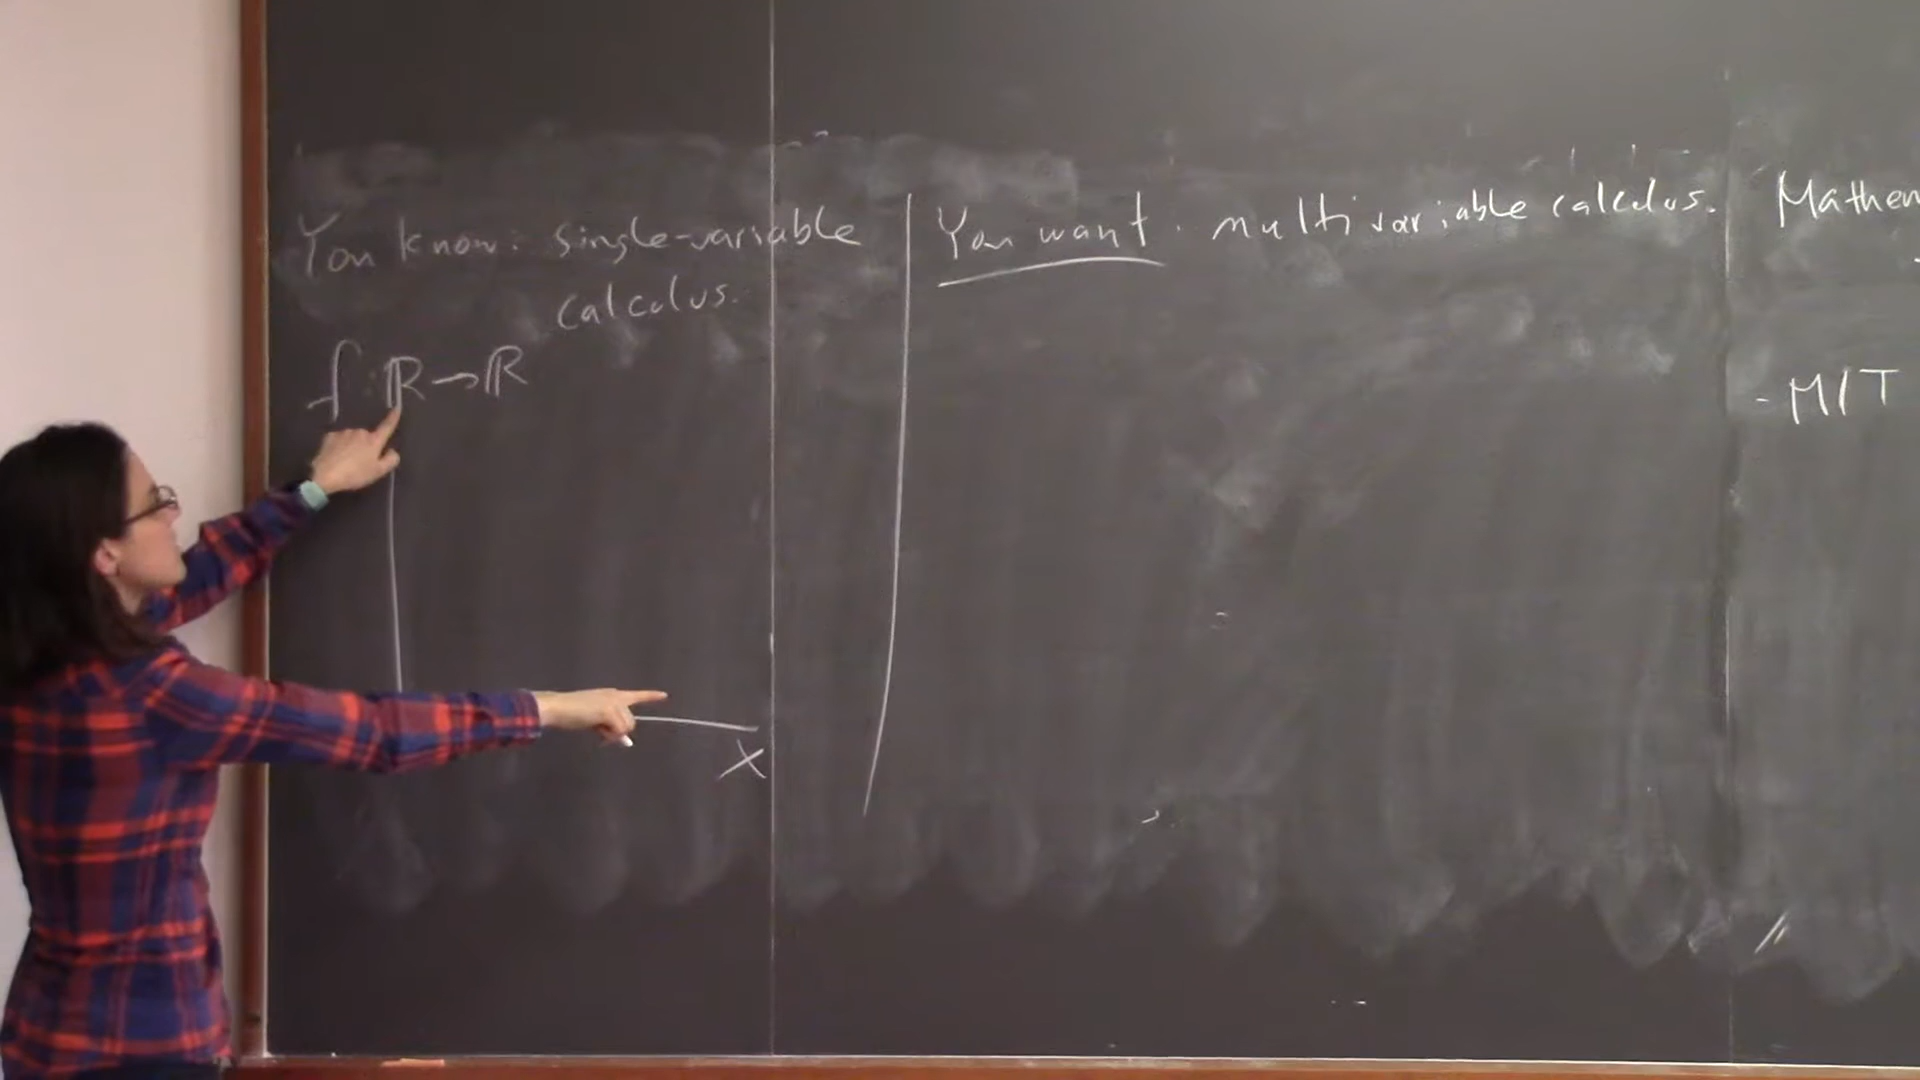 You know: single-variable
calculus.
f: ℝ→ℝ
x
You want. multivariable calculus.
Mathem
- MIT